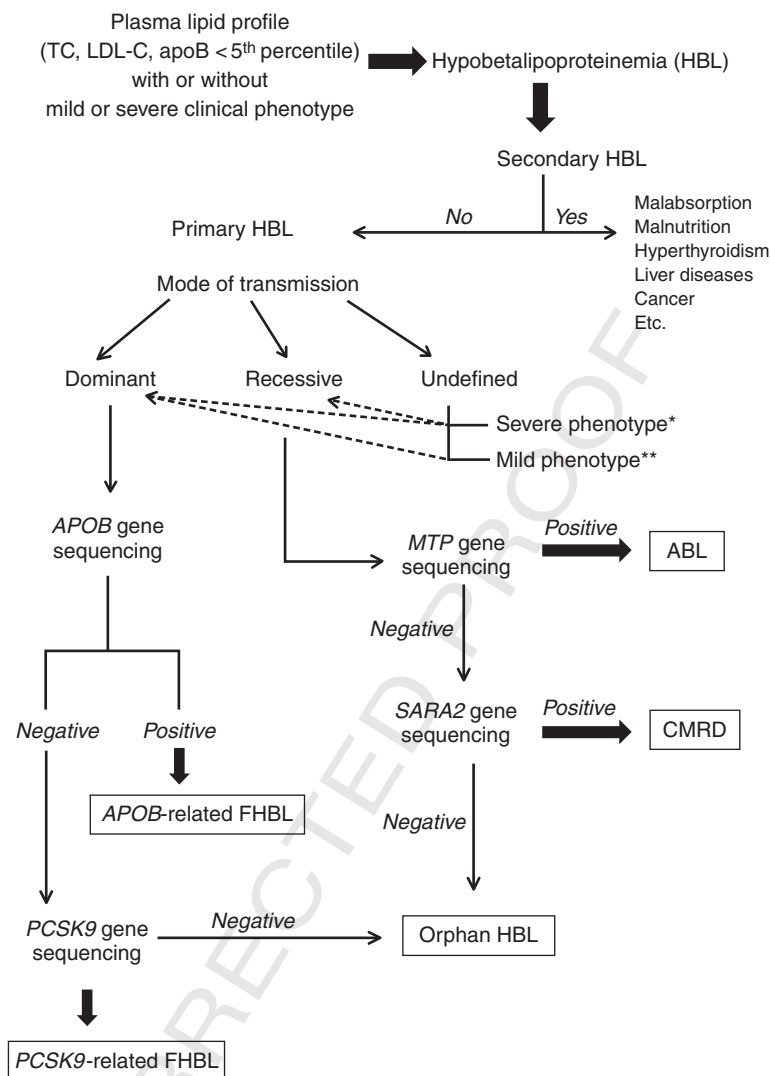 Plasma lipid profile
(TC, LDL-C, apoB < 5th percentile)
with or without
mild or severe clinical phenotype
Hypobetalipoproteinemia (HBL)
Secondary HBL
No
Yes
Primary HBL
Malabsorption
Malnutrition
Hyperthyroidism
Liver diseases
Cancer
Etc.
Mode of transmission
Dominant
Recessive
Undefined
Severe phenotype*
Mild phenotype**
APOB gene
sequencing
MTP gene
sequencing
Positive
ABL
Negative
SARA2 gene
sequencing
Positive
CMRD
Negative
Positive
APOB-related FHBL
Negative
PCSK9 gene
sequencing
Negative
Orphan HBL
PCSK9-related FHBL
RECTED PROOF